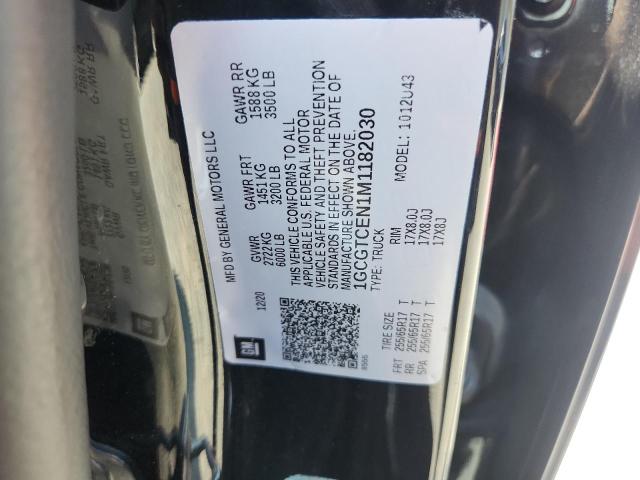 GM
MFD BY GENERAL MOTORS LLC
12/20
GVWR
2722 KG
6000 LB
GAWR FRT
1451 KG
3200 LB
GAWR RR
1588 KG
3500 LB
THIS VEHICLE CONFORMS TO ALL
APPLICABLE U.S. FEDERAL MOTOR
VEHICLE SAFETY AND THEFT PREVENTION
STANDARDS IN EFFECT ON THE DATE OF
MANUFACTURE SHOWN ABOVE.
1GCGTCEN1M1182030
TYPE: TRUCK
MODEL: 1012U43
TIRE SIZE RIM
FRT 255/65R17 T 17X8.0J
RR 255/65R17 T 17X8.0J
SPA 255/65R17 T 17X8J